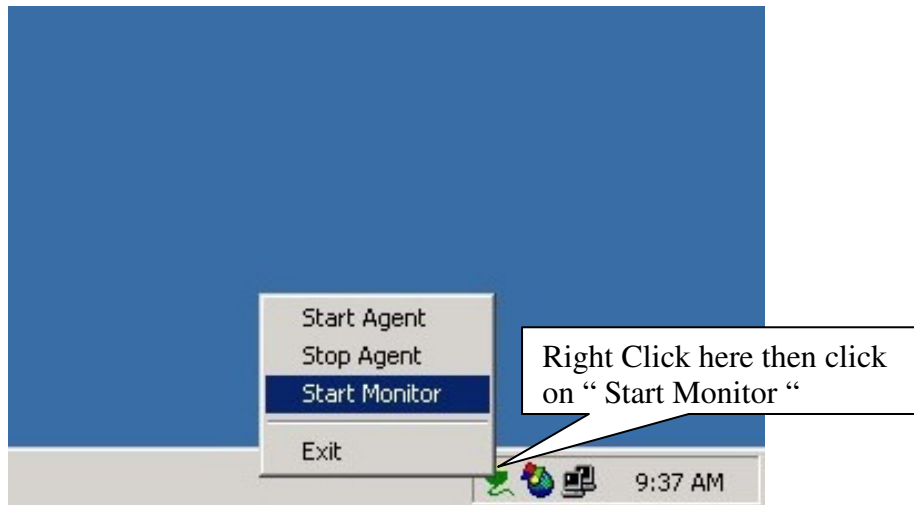 Start Agent
Stop Agent
Start Monitor
Exit
Right Click here then click
on “ Start Monitor “
9:37 AM